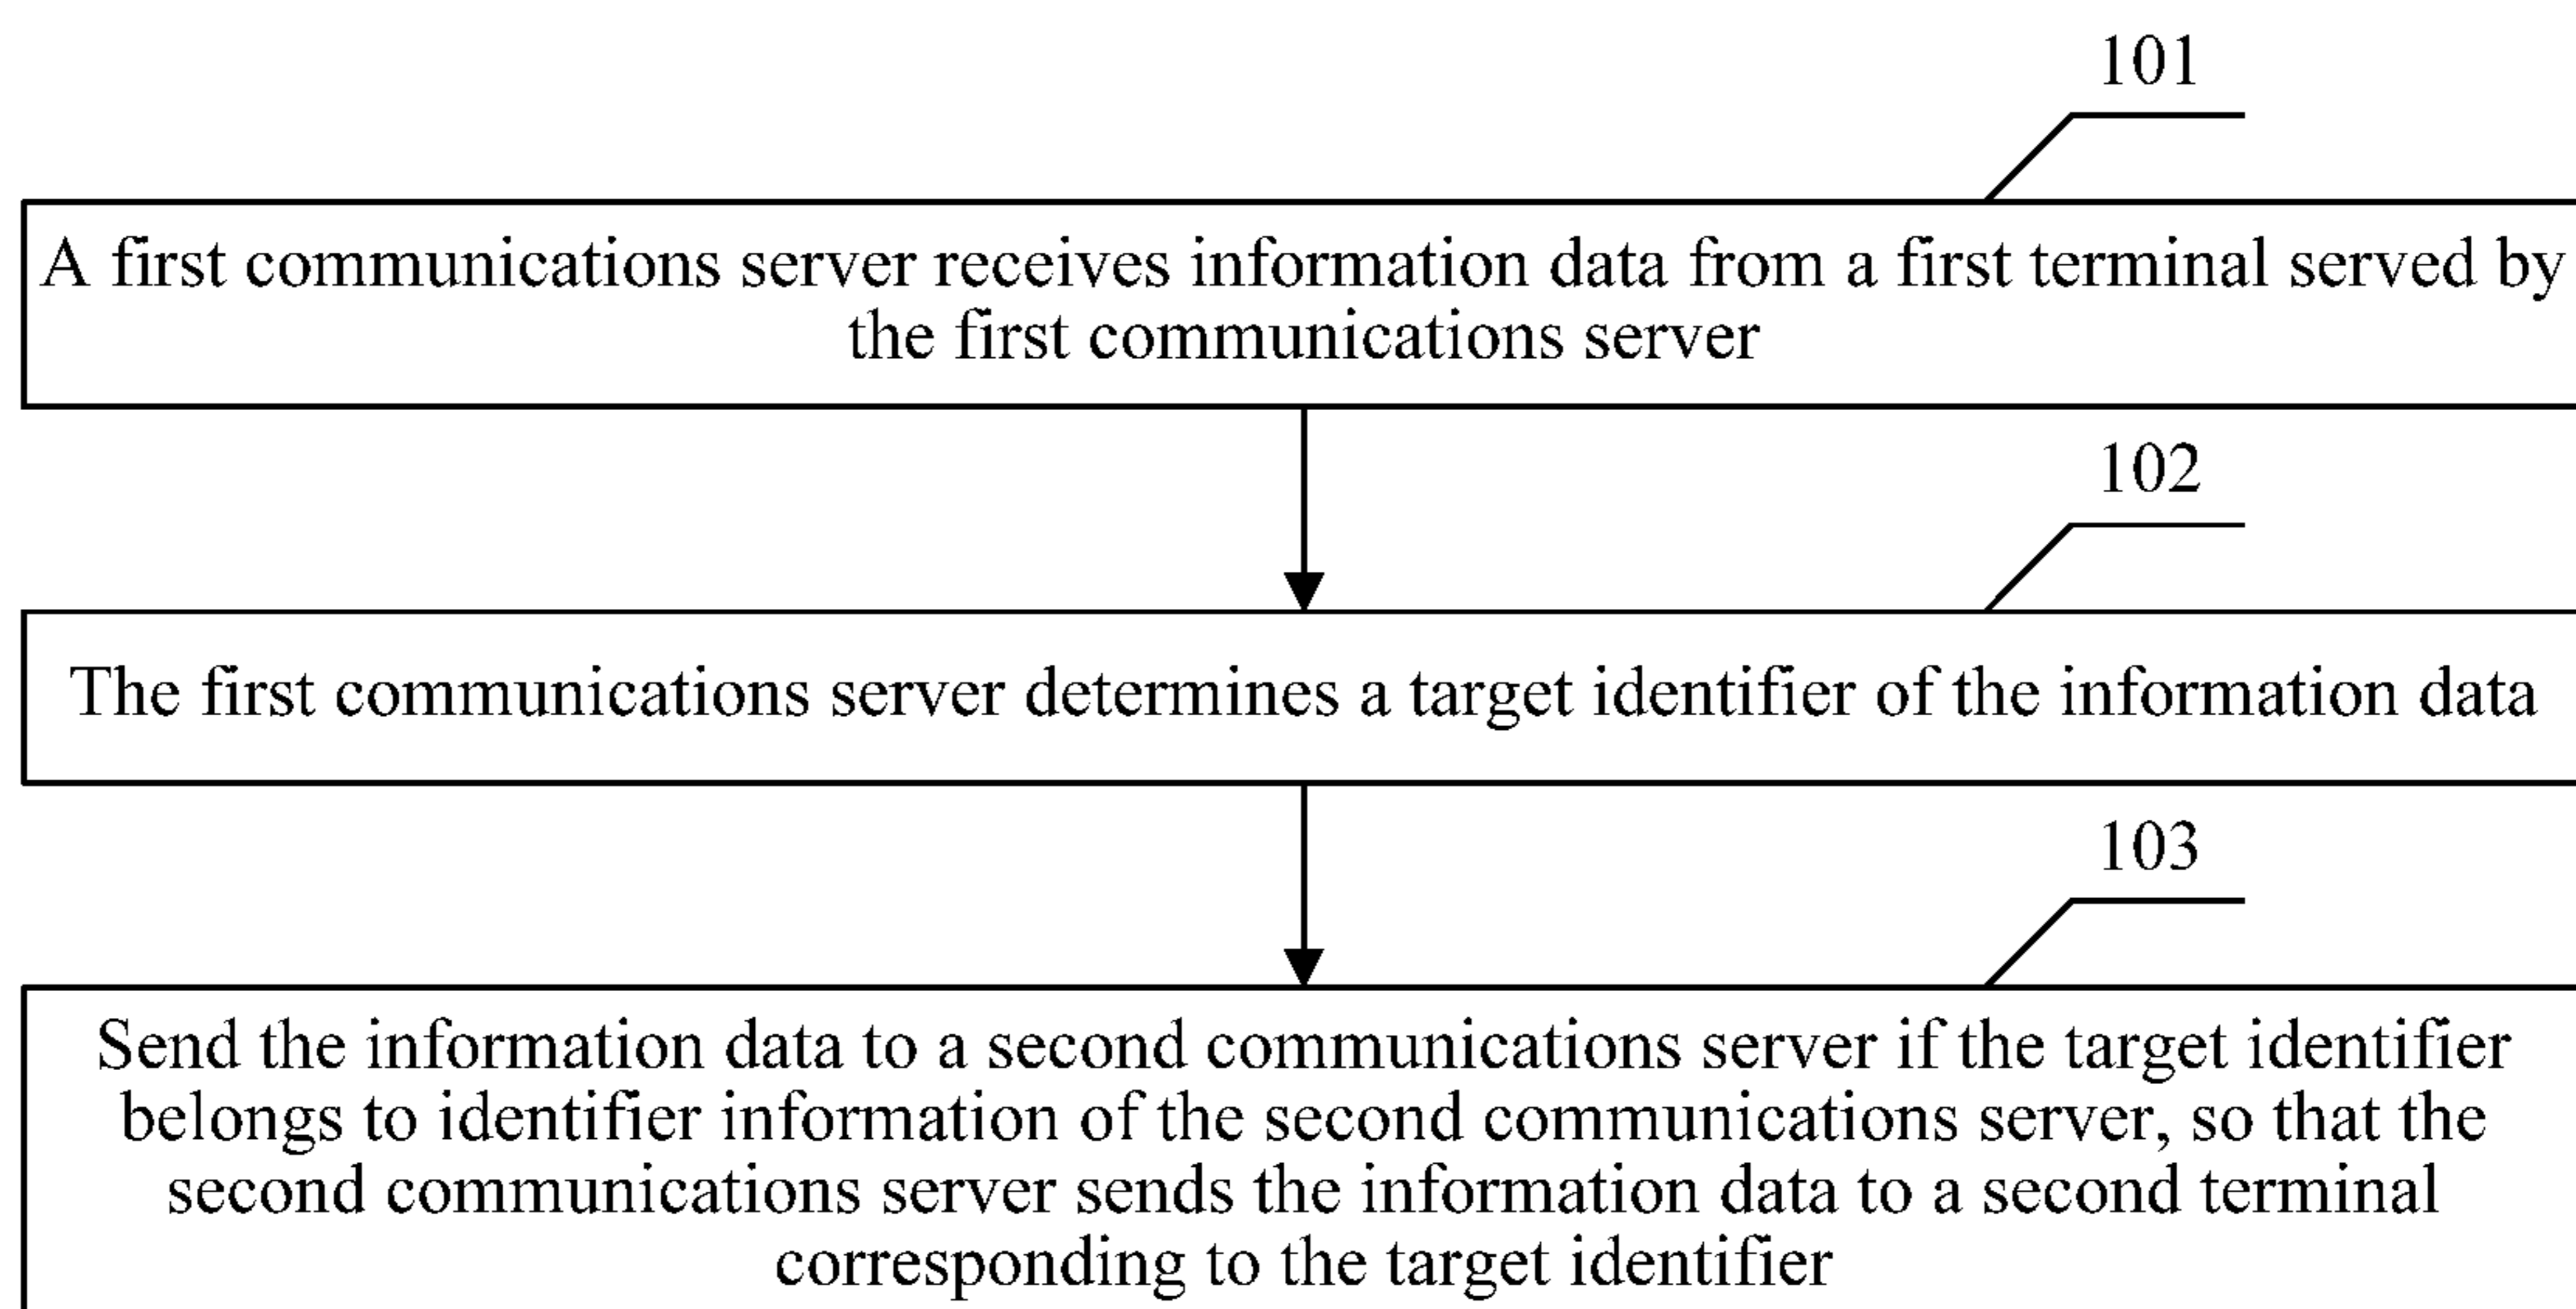 101
A first communications server receives information data from a first terminal served by
the first communications server
102
The first communications server determines a target identifier of the information data
103
Send the information data to a second communications server if the target identifier
belongs to identifier information of the second communications server, so that the
second communications server sends the information data to a second terminal
corresponding to the target identifier